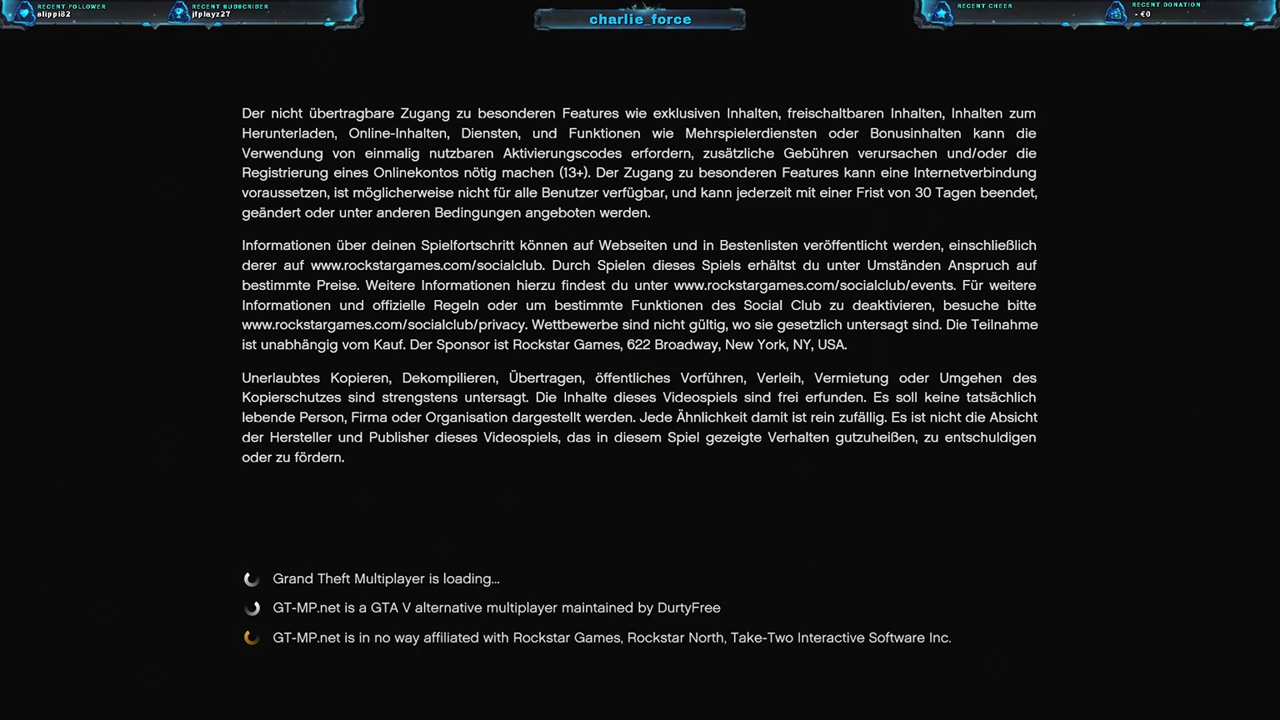 RECENT FOLLOWER
alippi82
RECENT SUBSCRIBER
jfplayz27
charlie_force
RECENT CHEER
RECENT DONATION
- €0
Der nicht übertragbare Zugang zu besonderen Features wie exklusiven Inhalten, freischaltbaren Inhalten, Inhalten zum
Herunterladen, Online-Inhalten, Diensten, und Funktionen wie Mehrspielerdiensten oder Bonusinhalten kann die
Verwendung von einmalig nutzbaren Aktivierungscodes erfordern, zusätzliche Gebühren verursachen und/oder die
Registrierung eines Onlinekontos nötig machen (13+). Der Zugang zu besonderen Features kann eine Internetverbindung
voraussetzen, ist möglicherweise nicht für alle Benutzer verfügbar, und kann jederzeit mit einer Frist von 30 Tagen beendet,
geändert oder unter anderen Bedingungen angeboten werden.
Informationen über deinen Spielfortschritt können auf Webseiten und in Bestenlisten veröffentlicht werden, einschließlich
derer auf www.rockstargames.com/socialclub. Durch Spielen dieses Spiels erhältst du unter Umständen Anspruch auf
bestimmte Preise. Weitere Informationen hierzu findest du unter www.rockstargames.com/socialclub/events. Für weitere
Informationen und offizielle Regeln oder um bestimmte Funktionen des Social Club zu deaktivieren, besuche bitte
www.rockstargames.com/socialclub/privacy. Wettbewerbe sind nicht gültig, wo sie gesetzlich untersagt sind. Die Teilnahme
ist unabhängig vom Kauf. Der Sponsor ist Rockstar Games, 622 Broadway, New York, NY, USA.
Unerlaubtes Kopieren, Dekompilieren, Übertragen, öffentliches Vorführen, Verleih, Vermietung oder Umgehen des
Kopierschutzes sind strengstens untersagt. Die Inhalte dieses Videospiels sind frei erfunden. Es soll keine tatsächlich
lebende Person, Firma oder Organisation dargestellt werden. Jede Ähnlichkeit damit ist rein zufällig. Es ist nicht die Absicht
der Hersteller und Publisher dieses Videospiels, das in diesem Spiel gezeigte Verhalten gutzuheißen, zu entschuldigen
oder zu fördern.
Grand Theft Multiplayer is loading...
GT-MP.net is a GTA V alternative multiplayer maintained by DurtyFree
GT-MP.net is in no way affiliated with Rockstar Games, Rockstar North, Take-Two Interactive Software Inc.